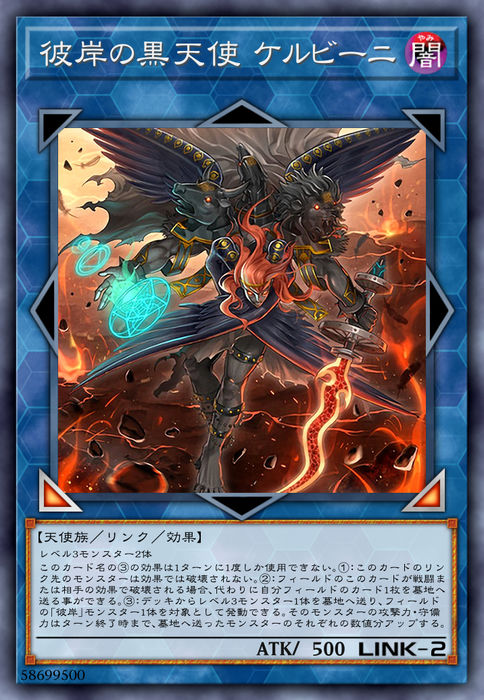 彼岸の黒天使 ケルビーニ
やみ
闇
【天使族／リンク／効果】
レベル3モンスター2体
このカード名の③の効果は1ターンに1度しか使用できない。①:このカードのリン
ク先のモンスターは効果では破壊されない。②:フィールドのこのカードが戦闘ま
たは相手の効果で破壊される場合、代わりに自分フィールドのカード1枚を墓地へ
送る事ができる。③:デッキからレベル3モンスター1体を墓地へ送り、フィールド
の「彼岸」モンスター1体を対象として発動できる。そのモンスターの攻撃力・守備
力はターン終了時まで、墓地へ送ったモンスターのそれぞれの数値分アップする。
ATK/ 500 LINK-2
58699500